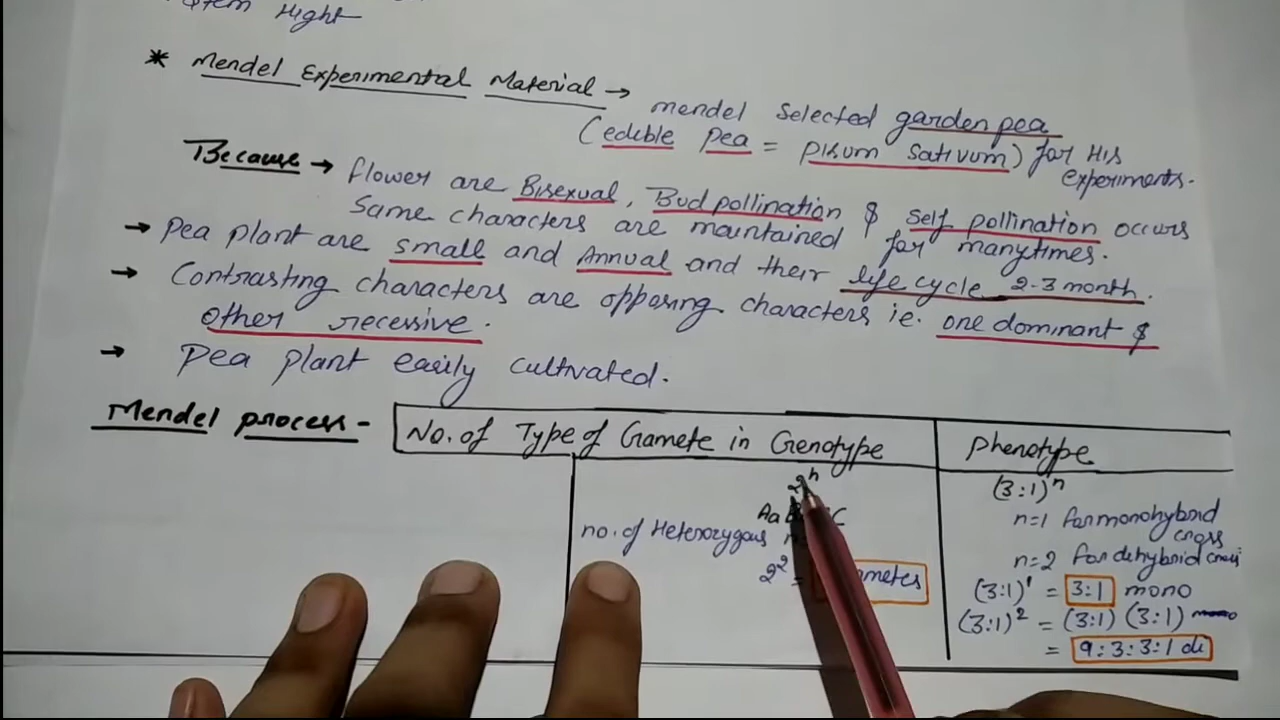 Stem Hight
* Mendel Experimental Material →
mendel selected garden pea
(edible pea = pisum sativum) for His
experiments.
Because → flower are Bisexual, Bud pollination $ self pollination occurs
Same characters are maintained for manytimes.
→ Pea plant are small and Annual and their life cycle 2-3 month.
→ Contrasting characters are opposing characters ie. one dominant $
other recessive.
→ Pea plant easily cultivated.
Mendel process -
No. of Type of Gamete in Genotype
Phenotype
2ⁿ
Aa C
no. of Heterozygous
2² =
(3:1)ⁿ
n=1 for monohybrid
cross
n=2 for dihybrid cross
(3:1)¹ = 3:1 mono
(3:1)² = (3:1) (3:1)
= 9:3:3:1 di